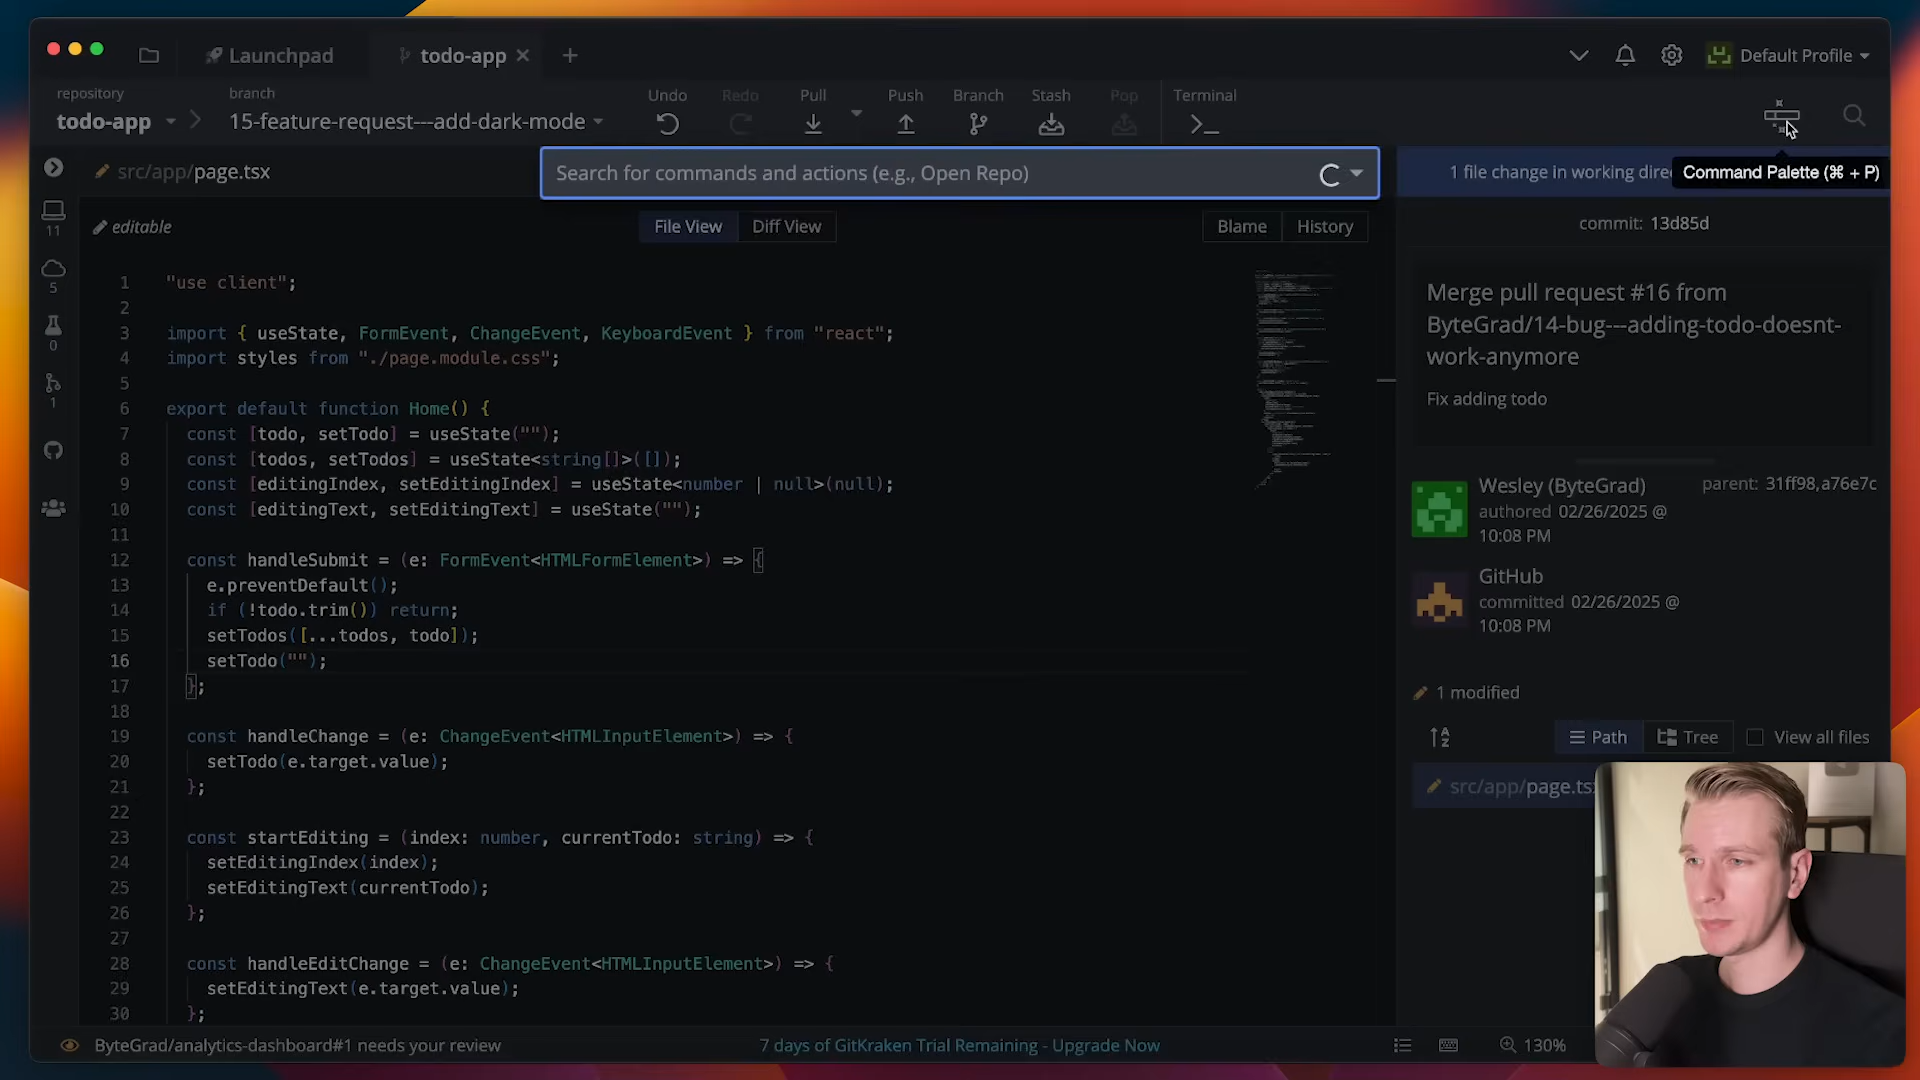 Launchpad
todo-app
Default Profile
repository
todo-app
branch
15-feature-request---add-dark-mode
Undo
Redo
Pull
Push
Branch
Stash
Pop
Terminal
src/app/page.tsx
Search for commands and actions (e.g., Open Repo)
1 file change in working dire
Command Palette (⌘ + P)
editable
File View
Diff View
Blame
History
commit: 13d85d
11
5
0
1
1 "use client";
2
3 import { useState, FormEvent, ChangeEvent, KeyboardEvent } from "react";
4 import styles from "./page.module.css";
5
6 export default function Home() {
7 const [todo, setTodo] = useState("");
8 const [todos, setTodos] = useState<string[]>([]);
9 const [editingIndex, setEditingIndex] = useState<number | null>(null);
10 const [editingText, setEditingText] = useState("");
11
12 const handleSubmit = (e: FormEvent<HTMLFormElement>) => {
13 e.preventDefault();
14 if (!todo.trim()) return;
15 setTodos([...todos, todo]);
16 setTodo("");
17 };
18
19 const handleChange = (e: ChangeEvent<HTMLInputElement>) => {
20 setTodo(e.target.value);
21 };
22
23 const startEditing = (index: number, currentTodo: string) => {
24 setEditingIndex(index);
25 setEditingText(currentTodo);
26 };
27
28 const handleEditChange = (e: ChangeEvent<HTMLInputElement>) => {
29 setEditingText(e.target.value);
30 };
Merge pull request #16 from
ByteGrad/14-bug---adding-todo-doesnt-
work-anymore
Fix adding todo
Wesley (ByteGrad)
authored 02/26/2025 @
10:08 PM
parent: 31ff98,a76e7c
GitHub
committed 02/26/2025 @
10:08 PM
1 modified
Path
Tree
View all files
src/app/page.ts
ByteGrad/analytics-dashboard#1 needs your review
7 days of GitKraken Trial Remaining - Upgrade Now
130%